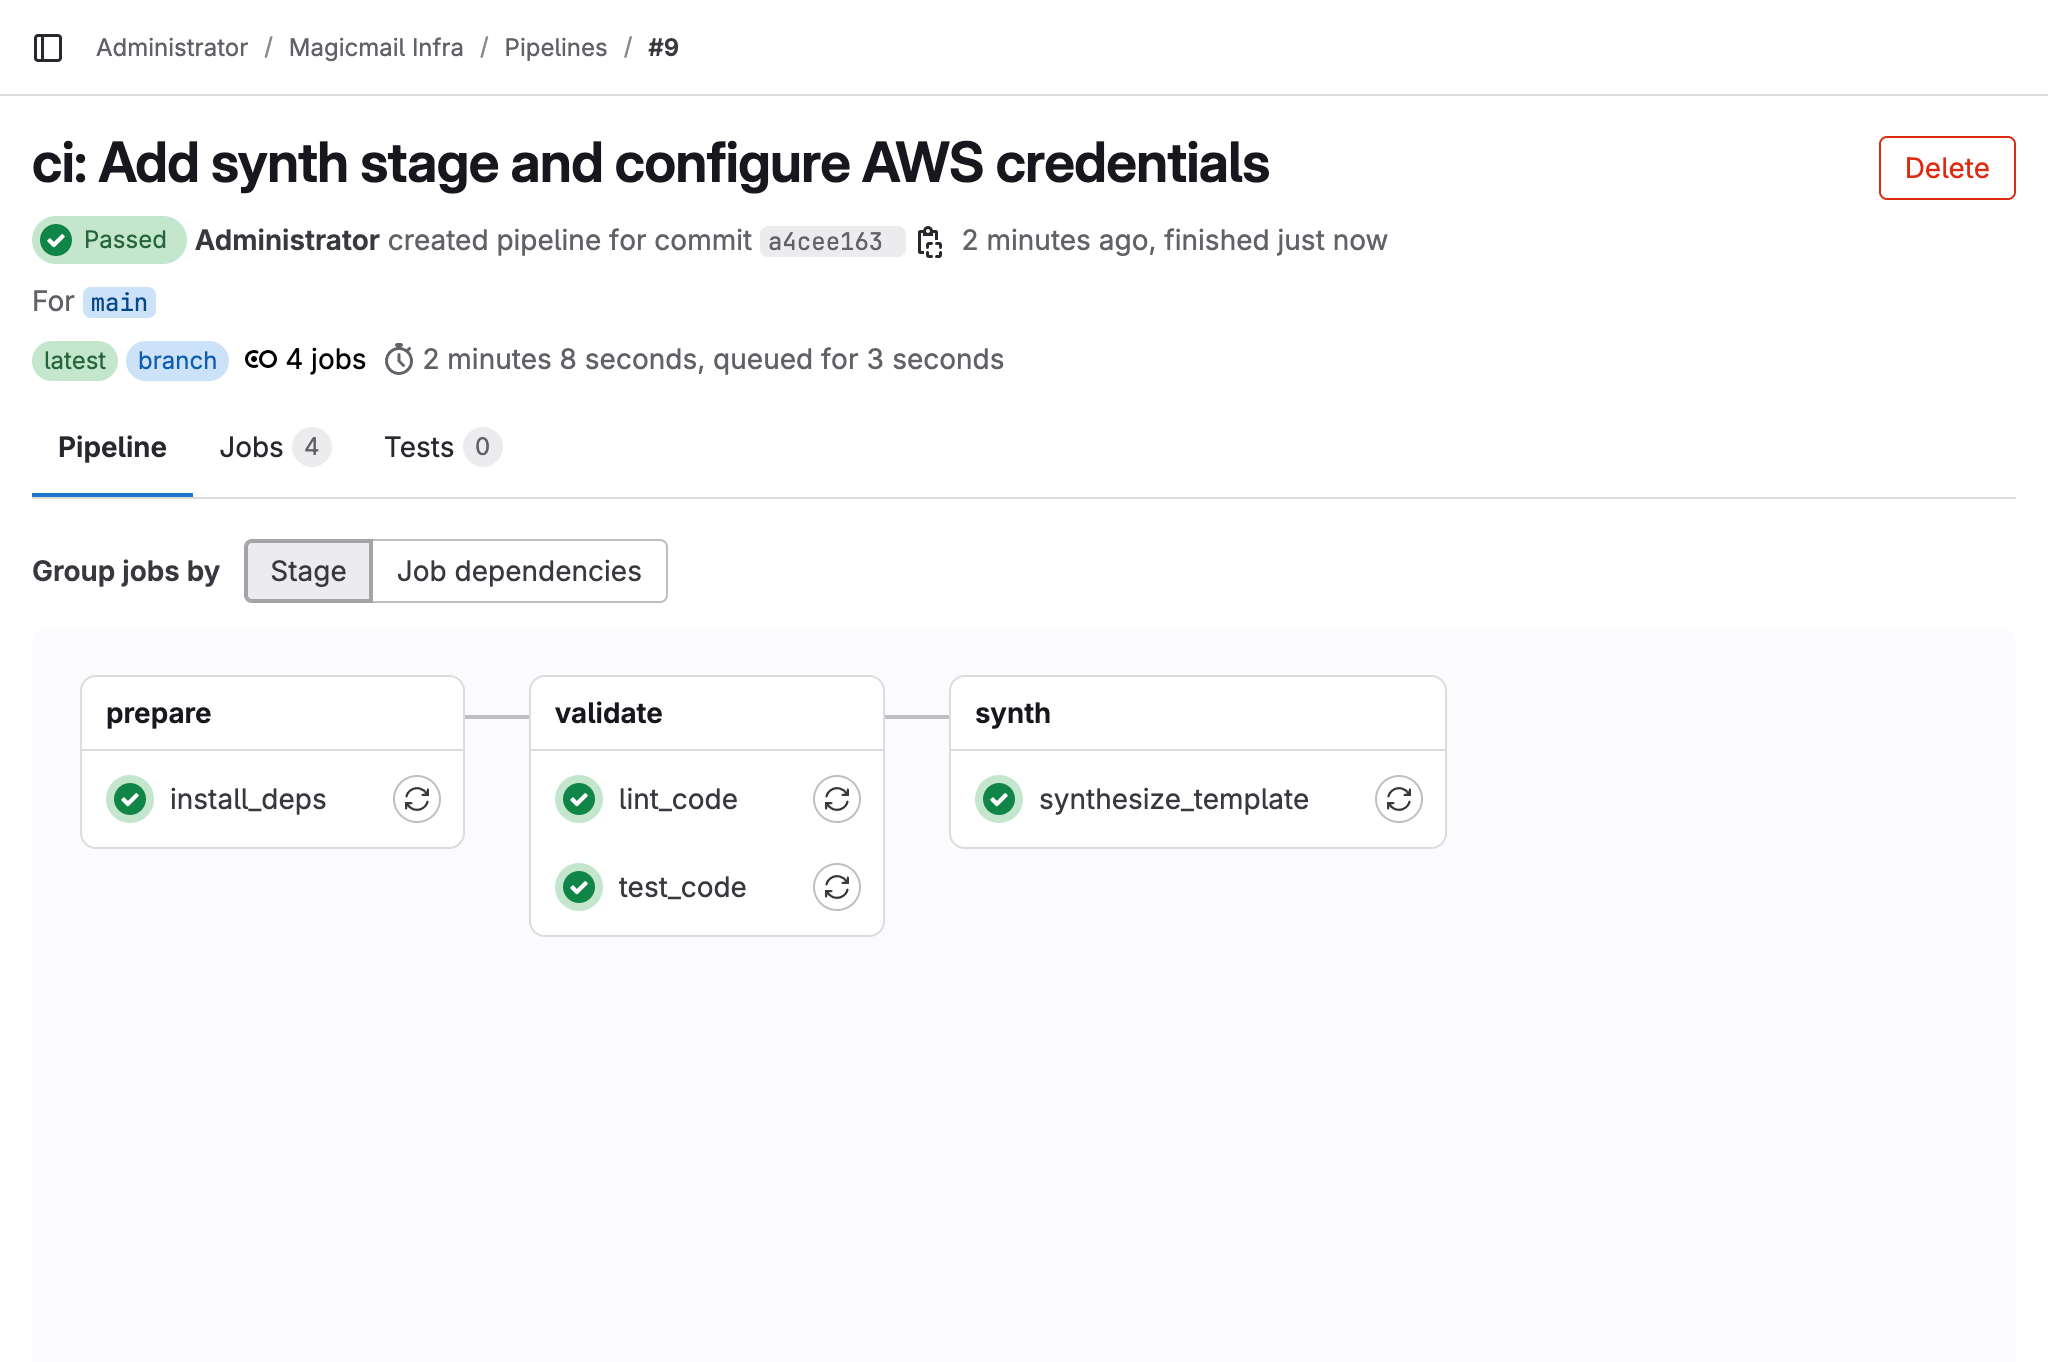 Administrator / Magicmail Infra / Pipelines / #9
ci: Add synth stage and configure AWS credentials
Delete
Passed Administrator created pipeline for commit a4cee163 2 minutes ago, finished just now
For main
latest branch 4 jobs 2 minutes 8 seconds, queued for 3 seconds
Pipeline Jobs 4 Tests 0
Group jobs by Stage Job dependencies
prepare
install_deps
validate
lint_code
test_code
synth
synthesize_template